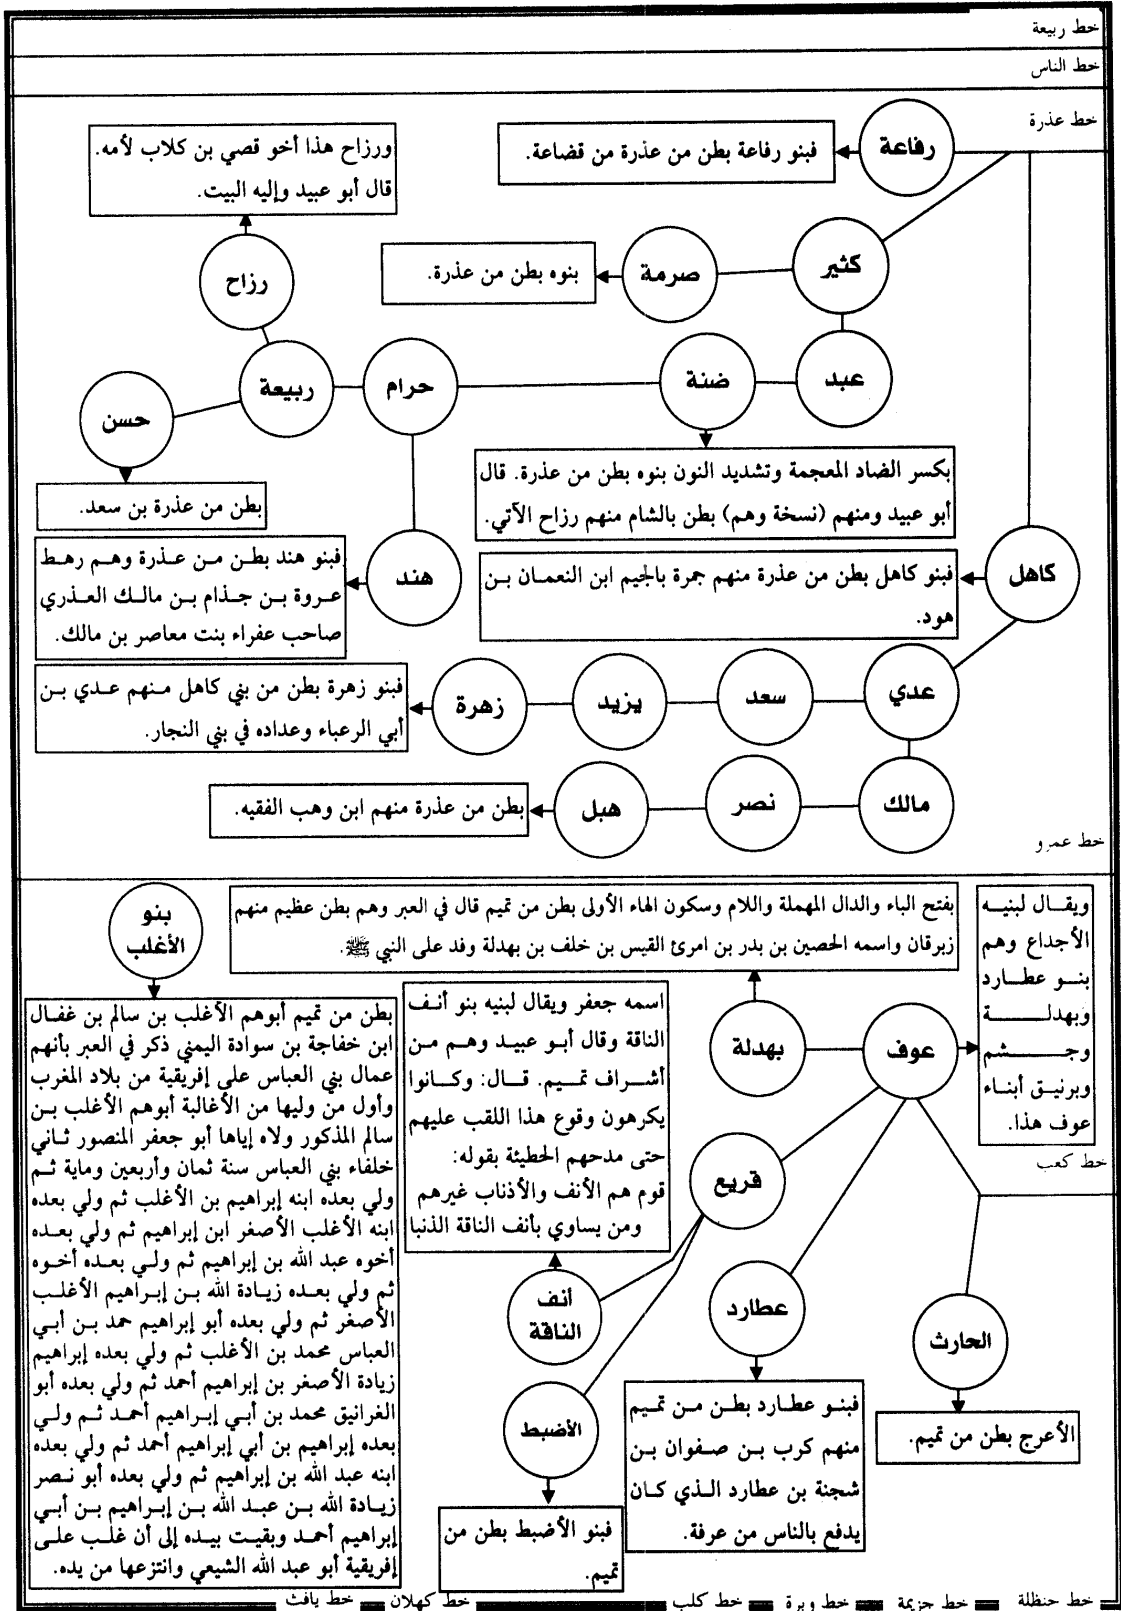 خط ربيعة
خط الناس
خط عذرة
رفاعة
فبنو رفاعة بطن من عذرة من قضاعة.
ورزاح هذا أخو قصي بن كلاب لأمه.
قال أبو عبيد وإليه البيت.
كثير
صرمة
بنوه بطن من عذرة.
رزاح
عبد
ضنة
حرام
ربيعة
حسن
بكسر الضاد المعجمة وتشديد النون بنوه بطن من عذرة. قال
أبو عبيد ومنهم (نسخة وهم) بطن بالشام منهم رزاح الآتي.
بطن من عذرة بن سعد.
كاهل
فبنو كاهل بطن من عذرة منهم جمرة بالجيم ابن النعمان بن
هود.
هند
فبنو هند بطن من عذرة وهم رهط
عروة بن جذام بن مالك العذري
صاحب عفراء بنت معاصر بن مالك.
عدي
سعد
يزيد
زهرة
فبنو زهرة بطن من بني كاهل منهم عدي بن
أبي الرعباء وعداده في بني النجار.
مالك
نصر
هبل
بطن من عذرة منهم ابن وهب الفقيه.
خط عمرو
ويقال لبنيه
الأجداع وهم
بنو عطارد
وبهدلة
وجشم
وبرنيق أبناء
عوف هذا.
بفتح الباء والدال المهملة واللام وسكون الهاء الأولى بطن من تميم قال في العبر وهم بطن عظيم منهم
زبرقان واسمه الحصين بن بدر بن امرئ القيس بن خلف بن بهدلة وفد على النبي ﷺ.
بنو
الأغلب
عوف
بهدلة
اسمه جعفر ويقال لبنيه بنو أنف
الناقة وقال أبو عبيد وهم من
أشراف تميم. قال: وكانوا
يكرهون وقوع هذا اللقب عليهم
حتى مدحهم الحطيئة بقوله:
قوم هم الأنف والأذناب غيرهم
ومن يساوي بأنف الناقة الذنبا
بطن من تميم أبوهم الأغلب بن سالم بن غفال
ابن خفاجة بن سوادة اليمني ذكر في العبر بأنهم
عمال بني العباس على إفريقية من بلاد المغرب
وأول من وليها من الأغالبة أبوهم الأغلب بن
سالم المذكور ولاه إياها أبو جعفر المنصور ثاني
خلفاء بني العباس سنة ثمان وأربعين وماية ثم
ولي بعده ابنه إبراهيم بن الأغلب ثم ولي بعده
ابنه الأغلب الأصغر ابن إبراهيم ثم ولي بعده
أخوه عبد الله بن إبراهيم ثم ولي بعده أخوه
ثم ولي بعده زيادة الله بن إبراهيم الأغلب
الأصغر ثم ولي بعده أبو إبراهيم حمد بن أبي
العباس محمد بن الأغلب ثم ولي بعده إبراهيم
زيادة الأصغر بن إبراهيم أحمد ثم ولي بعده أبو
الغرانيق محمد بن أبي إبراهيم أحمد ثم ولي
بعده إبراهيم بن أبي إبراهيم أحمد ثم ولي بعده
ابنه عبد الله بن إبراهيم ثم ولي بعده أبو نصر
زيادة الله بن عبد الله بن إبراهيم بن أبي
إبراهيم أحمد وبقيت بيده إلى أن غلب على
إفريقية أبو عبد الله الشيعي وانتزعها من يده.
خط كعب
قريع
أنف
الناقة
عطارد
الحارث
الأضبط
الأعرج بطن من تميم.
فبنو عطارد بطن من تميم
منهم كرب بن صفوان بن
شجنة بن عطارد الذي كان
يدفع بالناس من عرفة.
فبنو الأضبط بطن من
تميم.
خط حنظلة
خط جزيمة
خط وبرة
خط كلب
خط كهلان
خط يافث